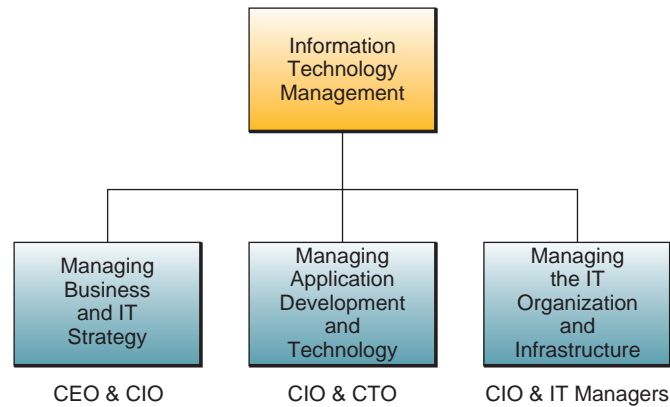 Information
Technology
Management
Managing
Business
and IT
Strategy
Managing
Application
Development
and
Technology
Managing
the IT
Organization
and
Infrastructure
CEO & CIO
CIO & CTO
CIO & IT Managers